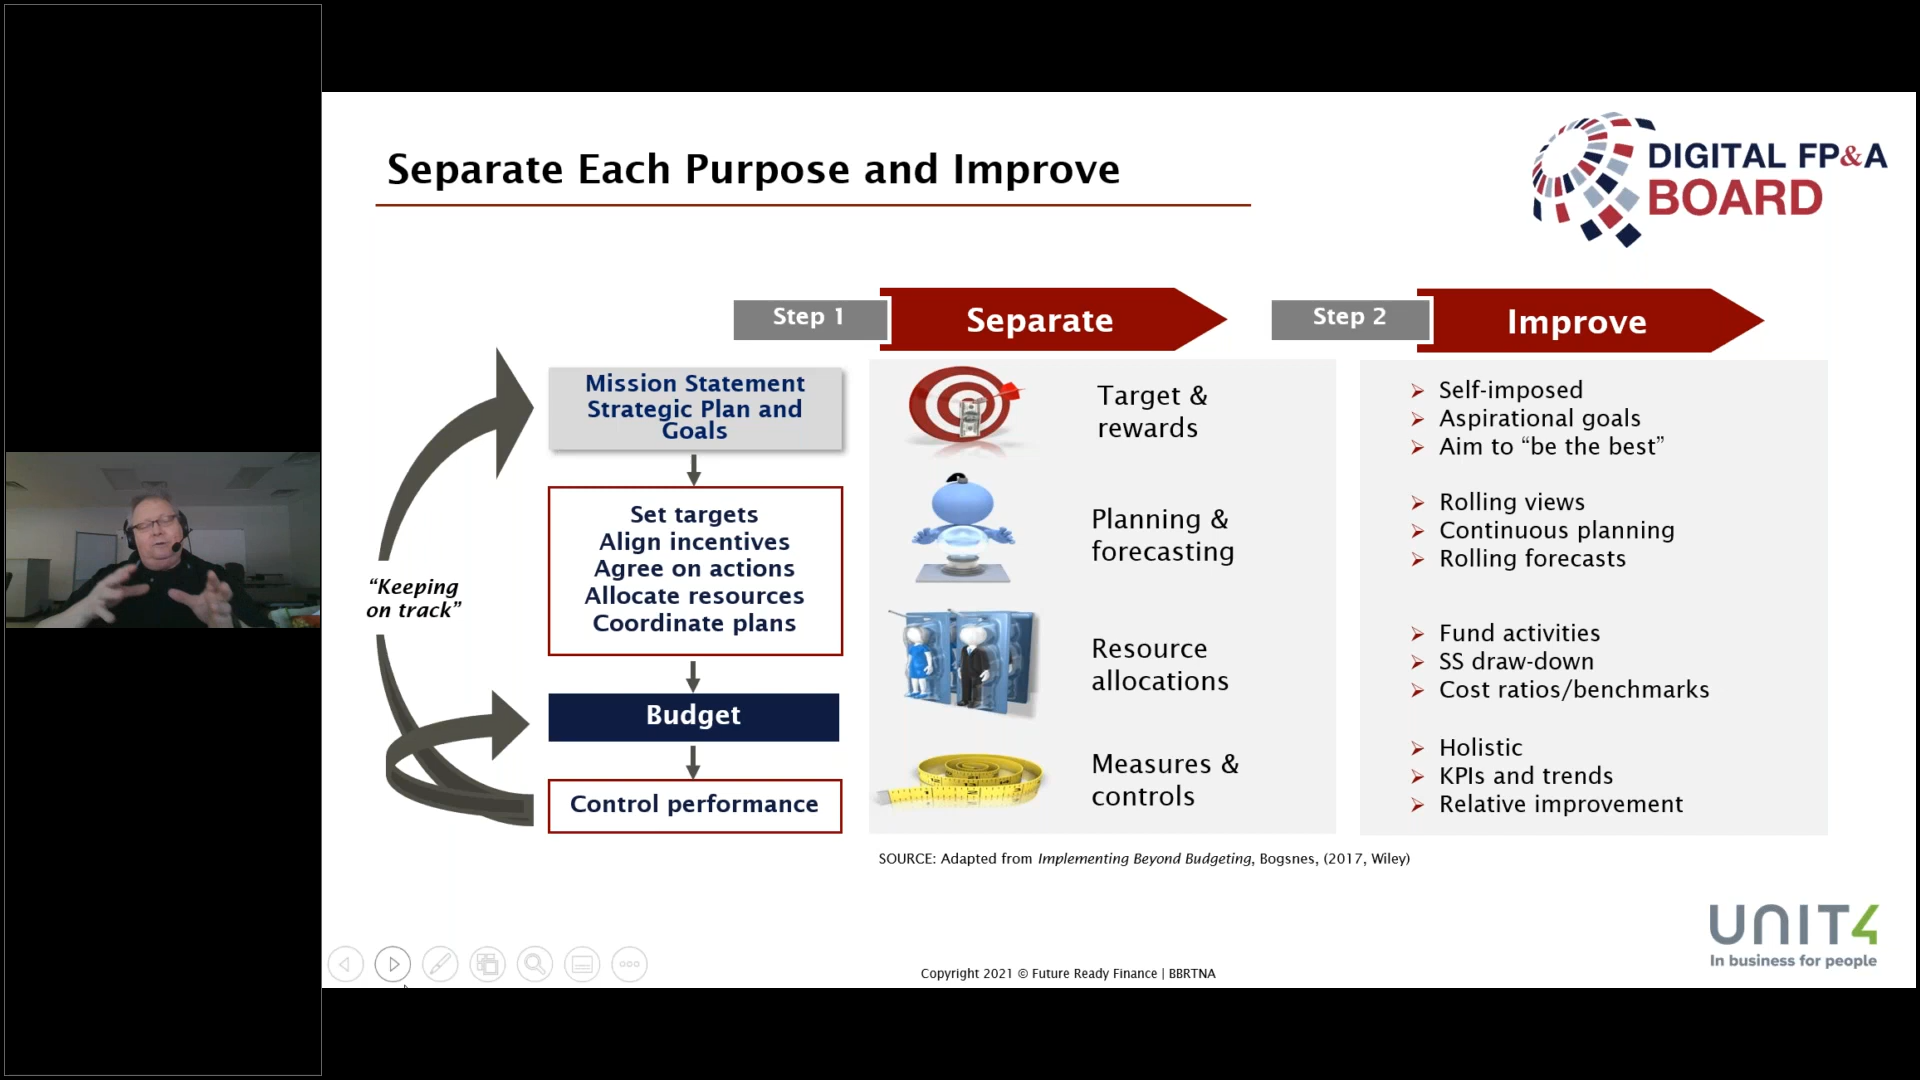 Separate Each Purpose and Improve
DIGITAL FP&A
BOARD
Step 1
Separate
Step 2
Improve
Mission Statement
Strategic Plan and
Goals
Set targets
Align incentives
Agree on actions
Allocate resources
Coordinate plans
Budget
Control performance
“Keeping
on track”
Target &
rewards
Planning &
forecasting
Resource
allocations
Measures &
controls
Self-imposed
Aspirational goals
Aim to “be the best”
Rolling views
Continuous planning
Rolling forecasts
Fund activities
SS draw-down
Cost ratios/benchmarks
Holistic
KPIs and trends
Relative improvement
SOURCE: Adapted from Implementing Beyond Budgeting, Bogsnes, (2017, Wiley)
UNIT4
In business for people
Copyright 2021 © Future Ready Finance | BBRTNA